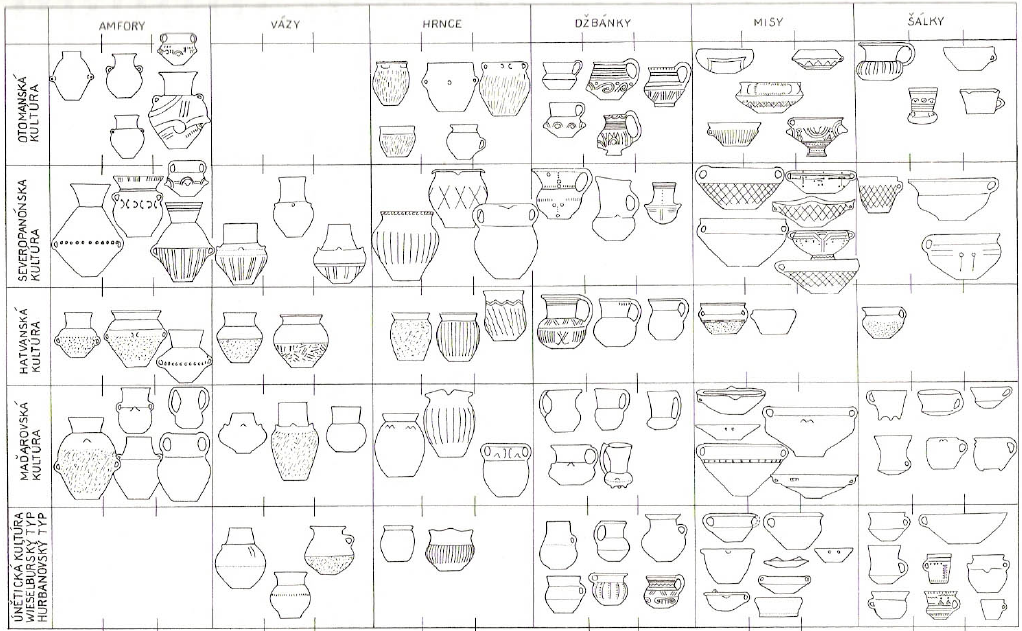 AMFORY
VÁZY
HRNCE
DŽBÁNKY
MISY
ŠÁLKY
OTOMANSKÁ
KULTÚRA
SEVEROPANÓNSKA
KULTÚRA
HATVANSKÁ
KULTÚRA
MAĎAROVSKÁ
KULTÚRA
ÚNĚTICKÁ KULTÚRA
WIESELBURSKÝ TYP
HURBANOVSKÝ TYP